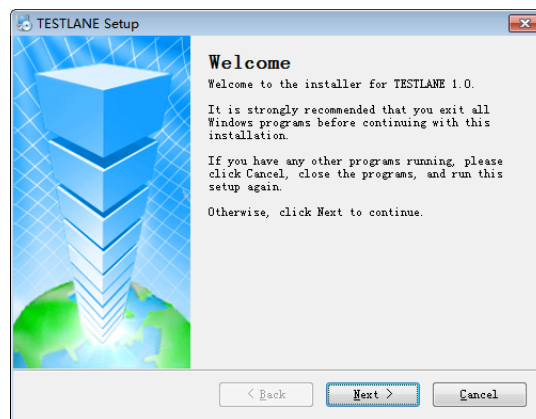 TESTLANE Setup
Welcome
Welcome to the installer for TESTLANE 1.0.
It is strongly recommended that you exit all
Windows programs before continuing with this
installation.
If you have any other programs running, please
click Cancel, close the programs, and run this
setup again.
Otherwise, click Next to continue.
< Back
Next >
Cancel